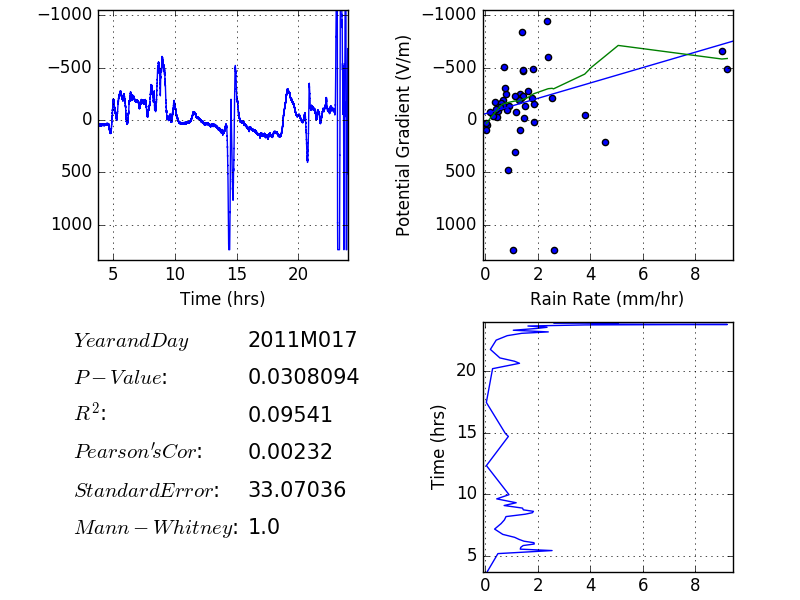 −1000
−500
0
500
1000
5 10 15 20
Time (hrs)
Potential Gradient (V/m)
−1000
−500
0
500
1000
0 2 4 6 8
Rain Rate (mm/hr)
YearandDay 2011M017
P−Value: 0.0308094
R²: 0.09541
Pearson'sCor: 0.00232
StandardError: 33.07036
Mann−Whitney: 1.0
Time (hrs)
20
15
10
5
0 2 4 6 8